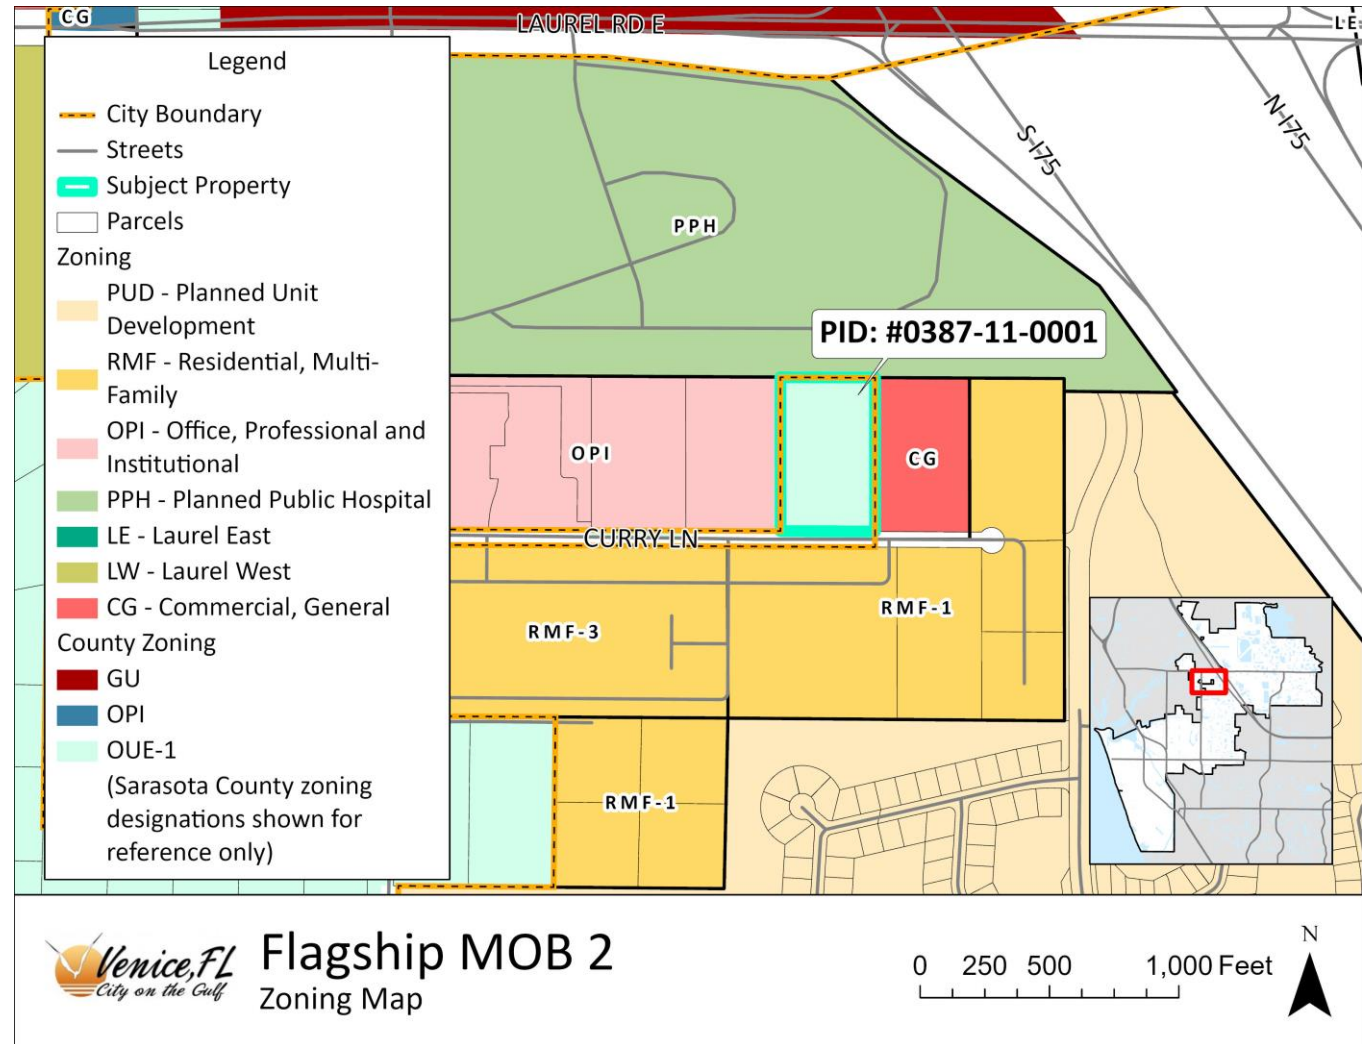 CG
LAUREL RD E
LE
Legend
City Boundary
Streets
Subject Property
Parcels
Zoning
PUD - Planned Unit
Development
RMF - Residential, Multi-
Family
OPI - Office, Professional and
Institutional
PPH - Planned Public Hospital
LE - Laurel East
LW - Laurel West
CG - Commercial, General
County Zoning
GU
OPI
OUE-1
(Sarasota County zoning
designations shown for
reference only)
S I75
N I75
PPH
PID: #0387-11-0001
OPI
CG
CURRY LN
RMF-3
RMF-1
RMF-1
Venice, FL
City on the Gulf
Flagship MOB 2
Zoning Map
0 250 500 1,000 Feet
N